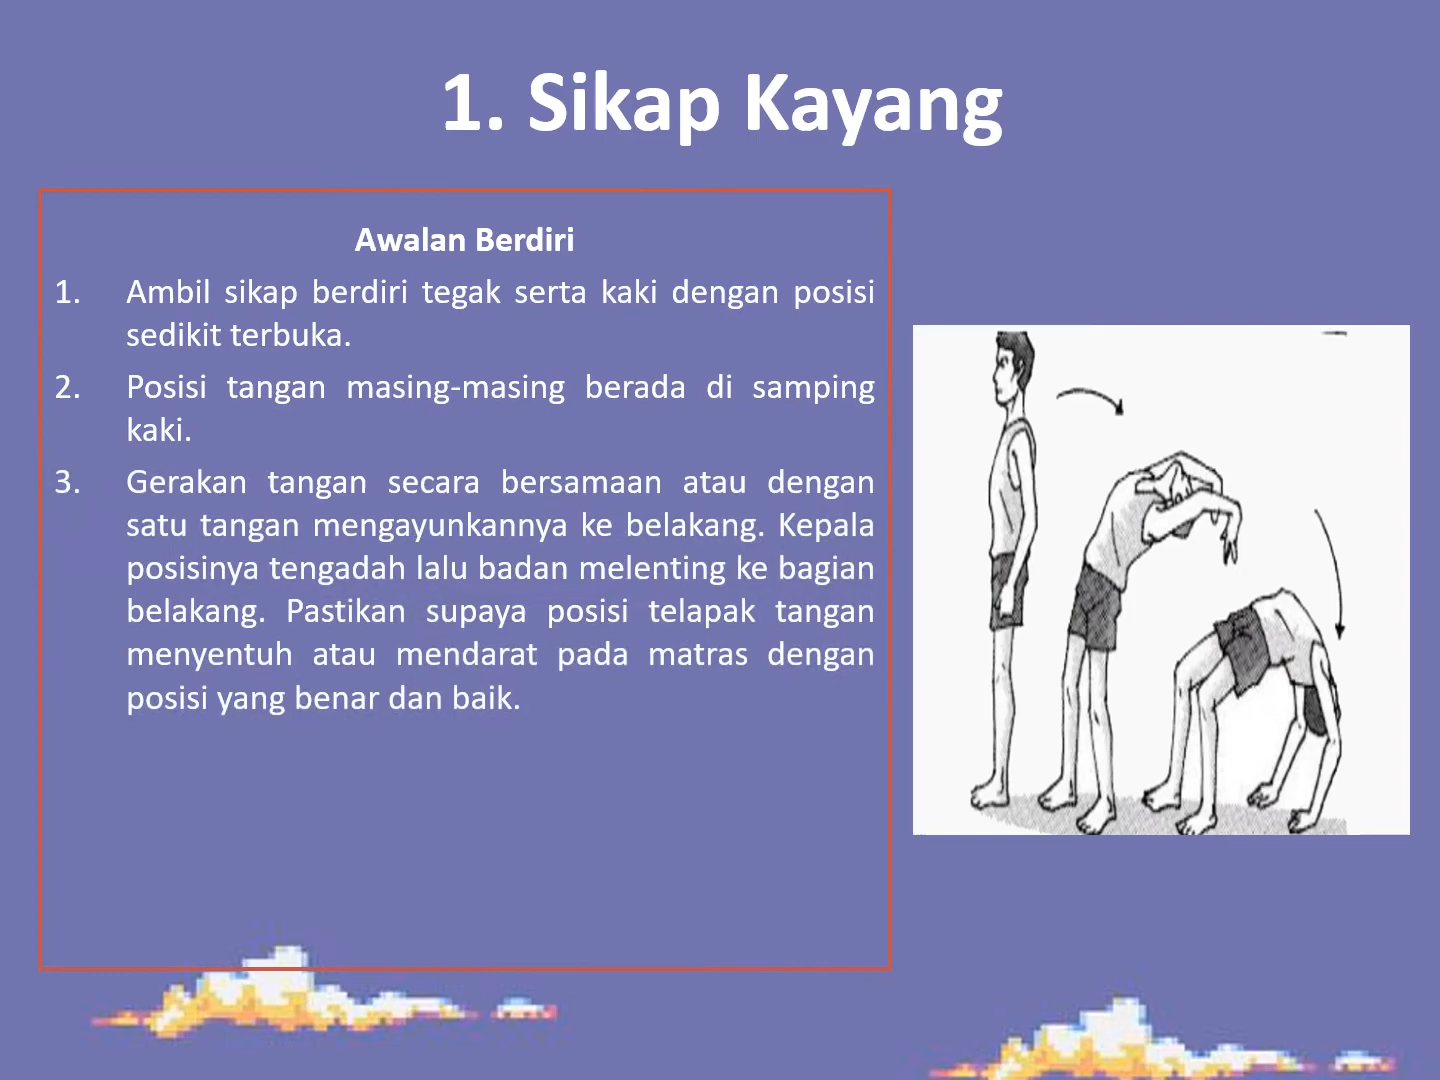 1. Sikap Kayang
Awalan Berdiri
1. Ambil sikap berdiri tegak serta kaki dengan posisi
sedikit terbuka.
2. Posisi tangan masing-masing berada di samping
kaki.
3. Gerakan tangan secara bersamaan atau dengan
satu tangan mengayunkannya ke belakang. Kepala
posisinya tengadah lalu badan melenting ke bagian
belakang. Pastikan supaya posisi telapak tangan
menyentuh atau mendarat pada matras dengan
posisi yang benar dan baik.